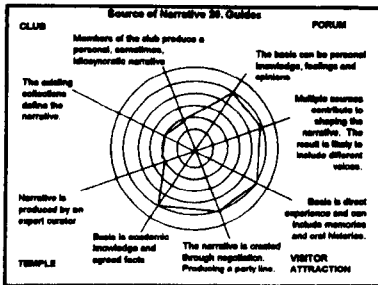 Source of Narrative 39. Guides
CLUB
FORUM
Members of the club produce a
personal, sometimes,
idiosyncratic narrative
The basis can be personal
knowledge, feelings and
opinions
The existing
collections
define the
narrative.
Multiple sources
contribute to
shaping the
narrative. The
result is likely to
include different
voices.
Narrative is
produced by an
expert curator
Basis is direct
experience and can
include memories
and oral histories.
Basis is academic
knowledge and
agreed facts
The narrative is created
through negotiation.
Producing a party line.
TEMPLE
VISITOR
ATTRACTION